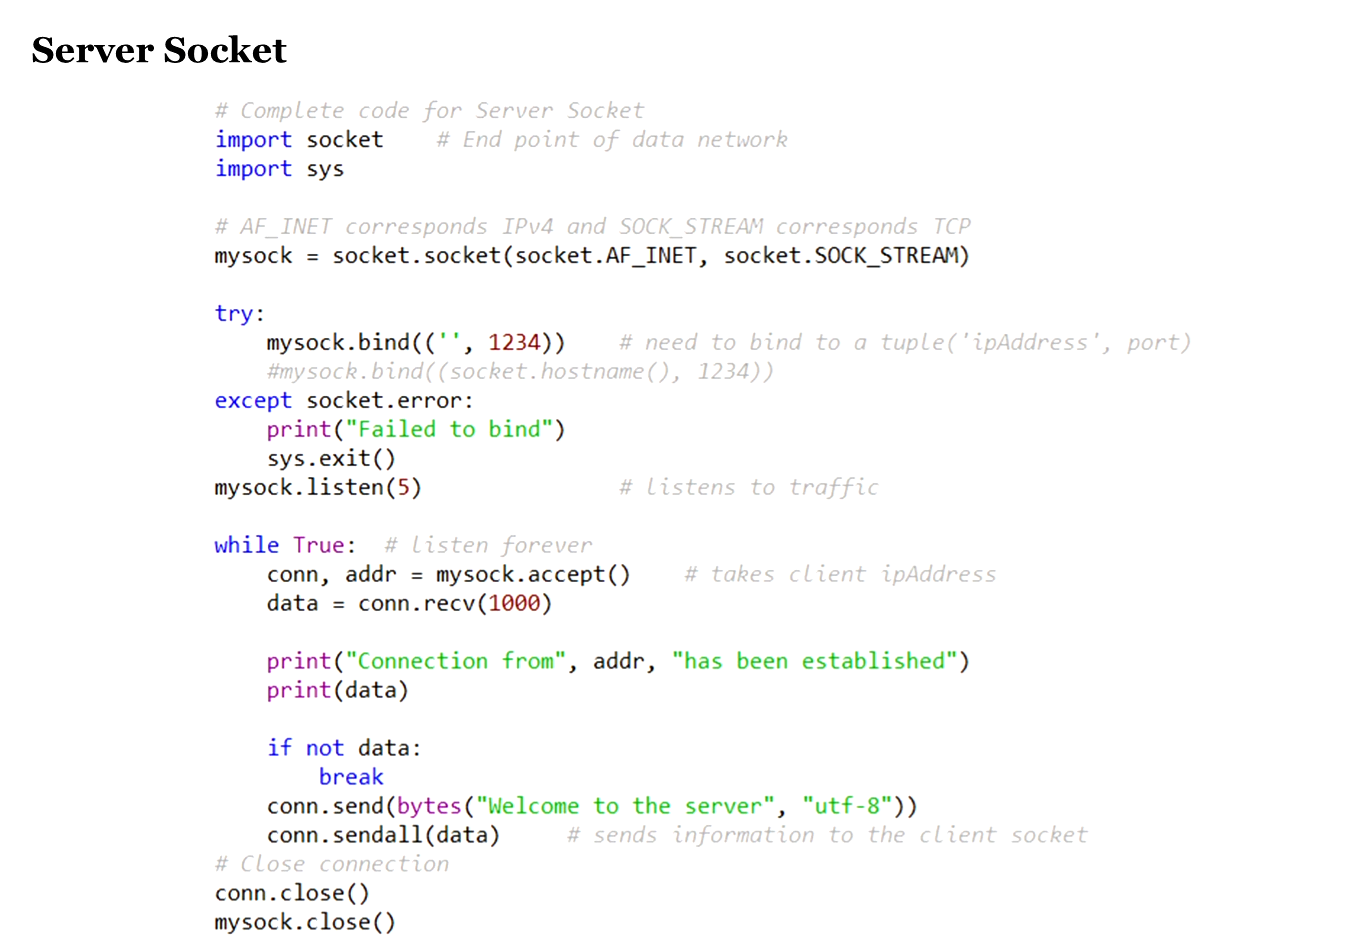 Server Socket
# Complete code for Server Socket
import socket    # End point of data network
import sys
# AF_INET corresponds IPv4 and SOCK_STREAM corresponds TCP
mysock = socket.socket(socket.AF_INET, socket.SOCK_STREAM)
try:
    mysock.bind(('', 1234))    # need to bind to a tuple('ipAddress', port)
    #mysock.bind((socket.hostname(), 1234))
except socket.error:
    print("Failed to bind")
    sys.exit()
mysock.listen(5)               # listens to traffic
while True:  # listen forever
    conn, addr = mysock.accept()    # takes client ipAddress
    data = conn.recv(1000)
    print("Connection from", addr, "has been established")
    print(data)
    if not data:
        break
    conn.send(bytes("Welcome to the server", "utf-8"))
    conn.sendall(data)     # sends information to the client socket
# Close connection
conn.close()
mysock.close()